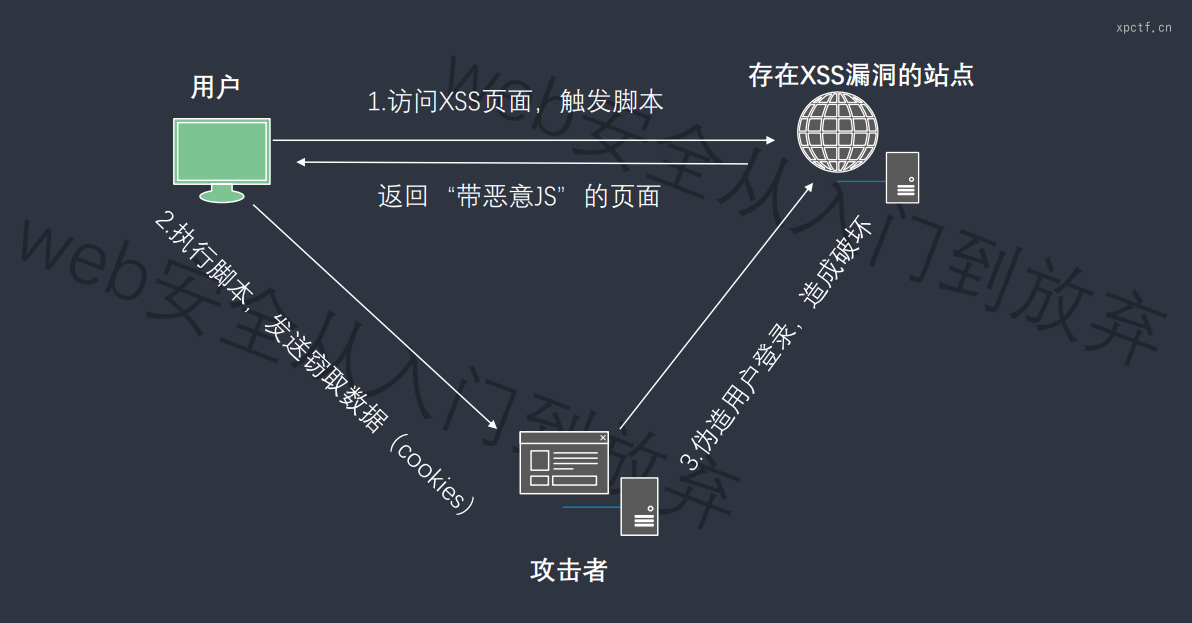 xpctf.cn
用户
存在XSS漏洞的站点
1.访问XSS页面，触发脚本
返回 “带恶意JS” 的页面
2.执行脚本，发送窃取数据（cookies）
3.伪造用户登录，造成破坏
攻击者
web安全从入门到放弃
web安全从入门到放弃